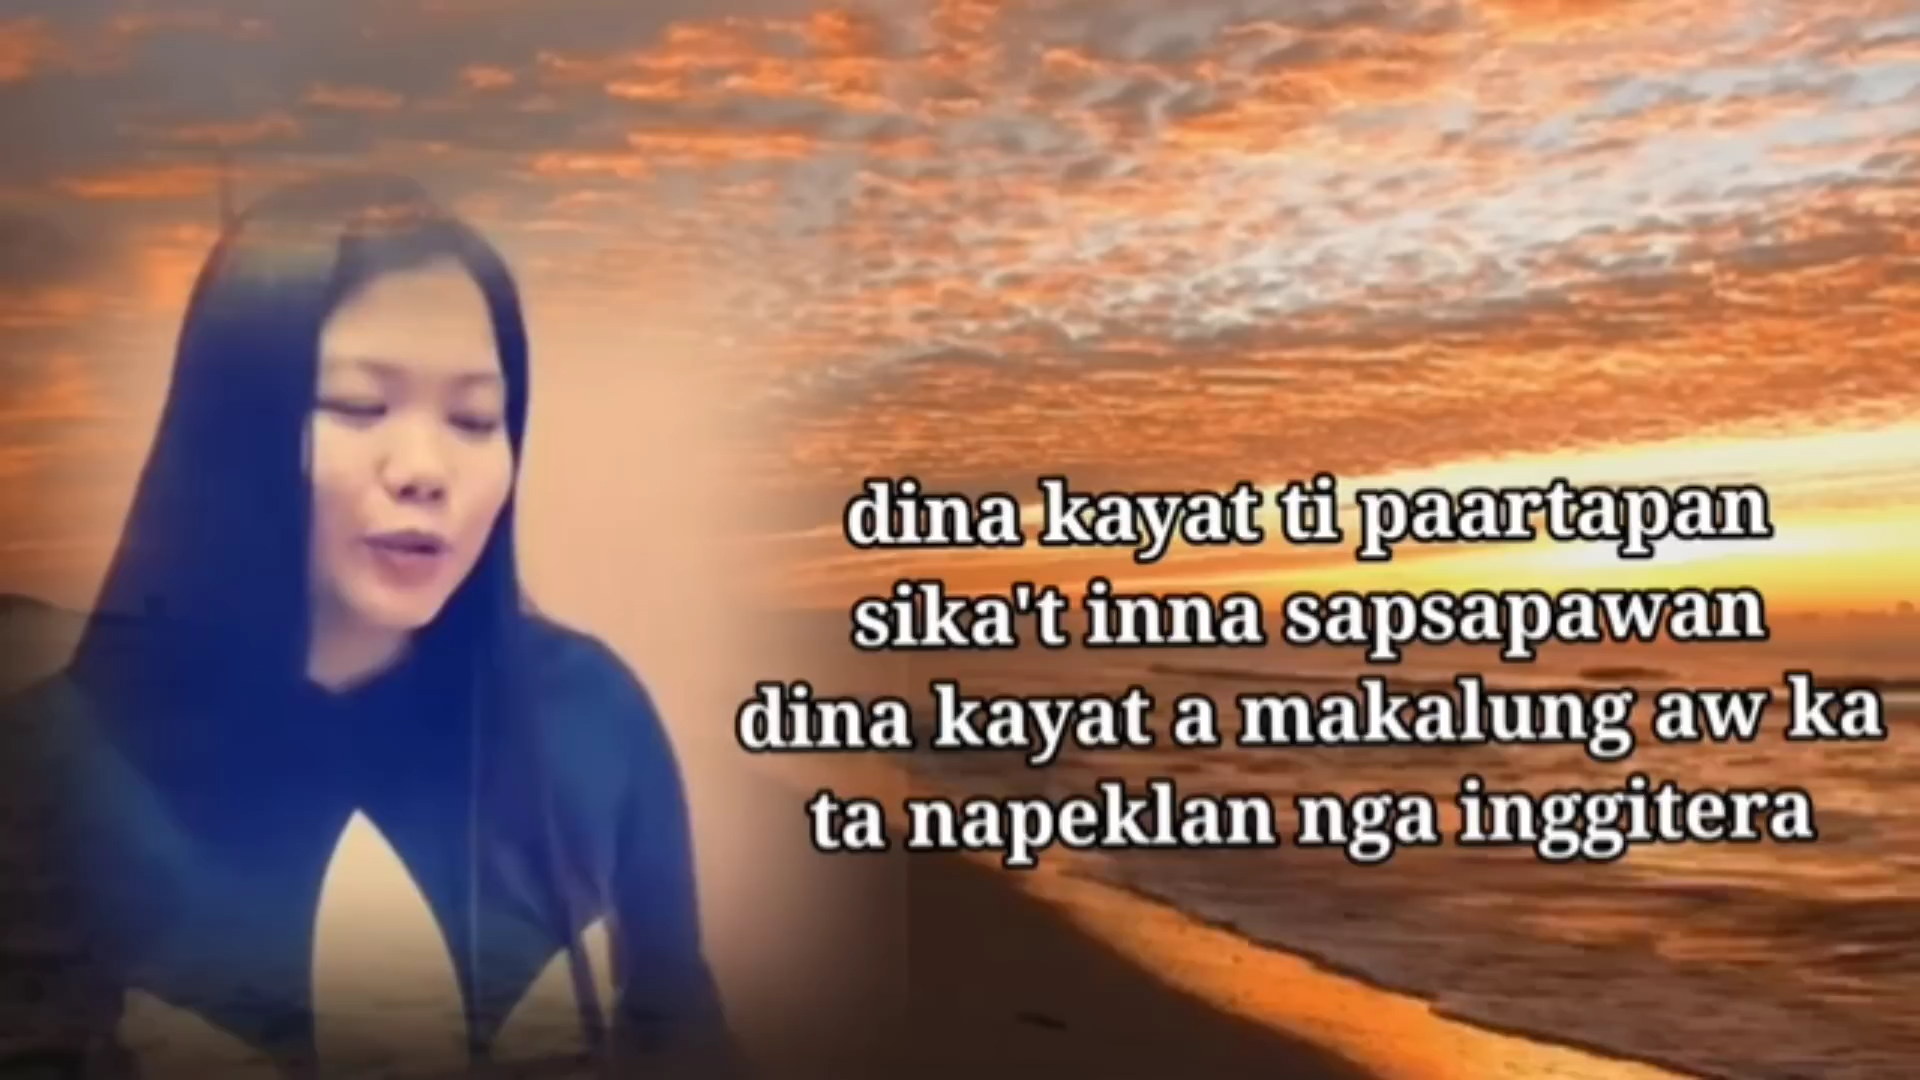 dina kayat ti paartapan
sika't inna sapsapawan
dina kayat a makalung aw ka
ta napeklan nga inggitera